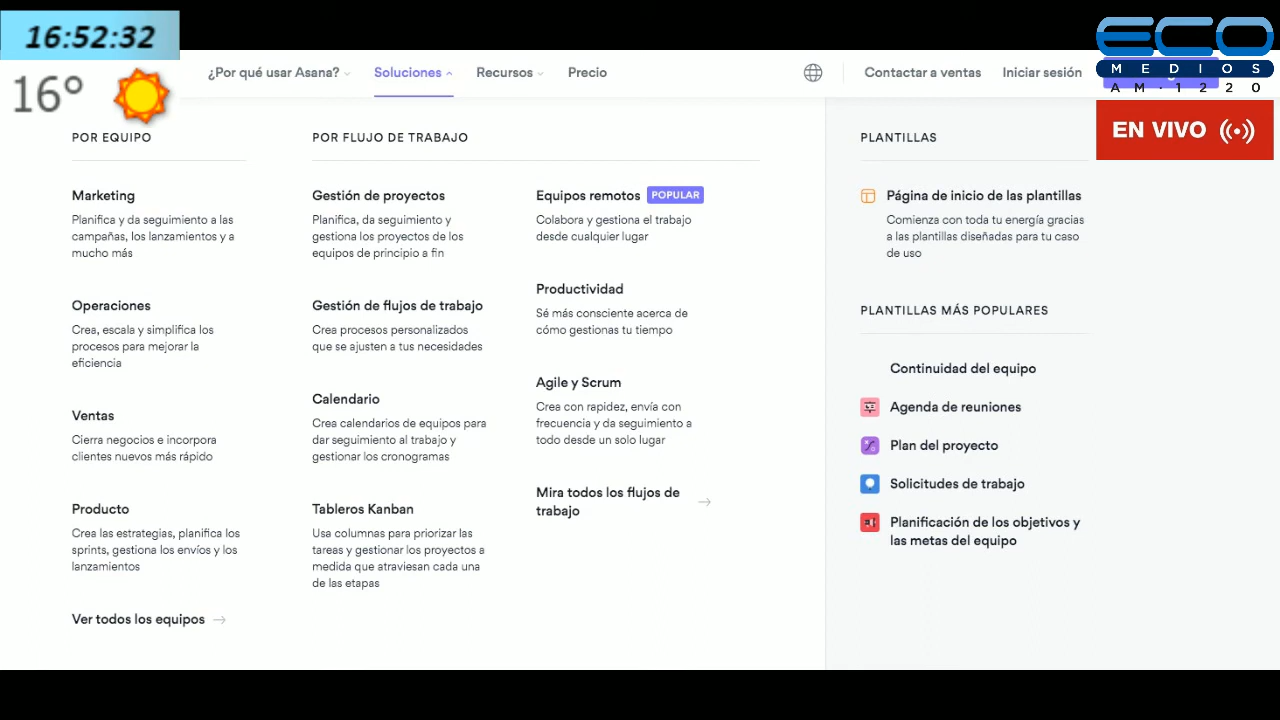 16:52:32
16°
¿Por qué usar Asana?
Soluciones
Recursos
Precio
Contactar a ventas
Iniciar sesión
ECO
MEDIOS
AM·1220
EN VIVO
POR EQUIPO
Marketing
Planifica y da seguimiento a las
campañas, los lanzamientos y a
mucho más
Operaciones
Crea, escala y simplifica los
procesos para mejorar la
eficiencia
Ventas
Cierra negocios e incorpora
clientes nuevos más rápido
Producto
Crea las estrategias, planifica los
sprints, gestiona los envíos y los
lanzamientos
Ver todos los equipos
POR FLUJO DE TRABAJO
Gestión de proyectos
Planifica, da seguimiento y
gestiona los proyectos de los
equipos de principio a fin
Gestión de flujos de trabajo
Crea procesos personalizados
que se ajusten a tus necesidades
Calendario
Crea calendarios de equipos para
dar seguimiento al trabajo y
gestionar los cronogramas
Tableros Kanban
Usa columnas para priorizar las
tareas y gestionar los proyectos a
medida que atraviesan cada una
de las etapas
Equipos remotos POPULAR
Colabora y gestiona el trabajo
desde cualquier lugar
Productividad
Sé más consciente acerca de
cómo gestionas tu tiempo
Agile y Scrum
Crea con rapidez, envía con
frecuencia y da seguimiento a
todo desde un solo lugar
Mira todos los flujos de
trabajo
PLANTILLAS
Página de inicio de las plantillas
Comienza con toda tu energía gracias
a las plantillas diseñadas para tu caso
de uso
PLANTILLAS MÁS POPULARES
Continuidad del equipo
Agenda de reuniones
Plan del proyecto
Solicitudes de trabajo
Planificación de los objetivos y
las metas del equipo